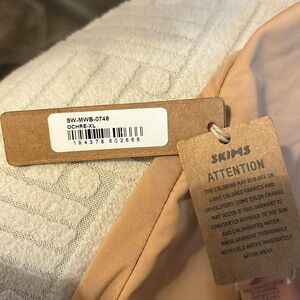 SW-MWB-0748
OCHRE-XL
194378 602666
SKIMS
ATTENTION
THE COLORING MAY RUB OFF ON
LIGHT COLORED FABRICS AND
UPHOLSTERY. SOME COLOR CHANGE
MAY OCCUR IF THIS GARMENT IS
CONSTANTLY EXPOSED TO THE SUN
AND CHLORINATED WATER.
RINSE GARMENT THOROUGHLY
WITH COLD WATER IMMEDIATELY
AFTER WEAR.